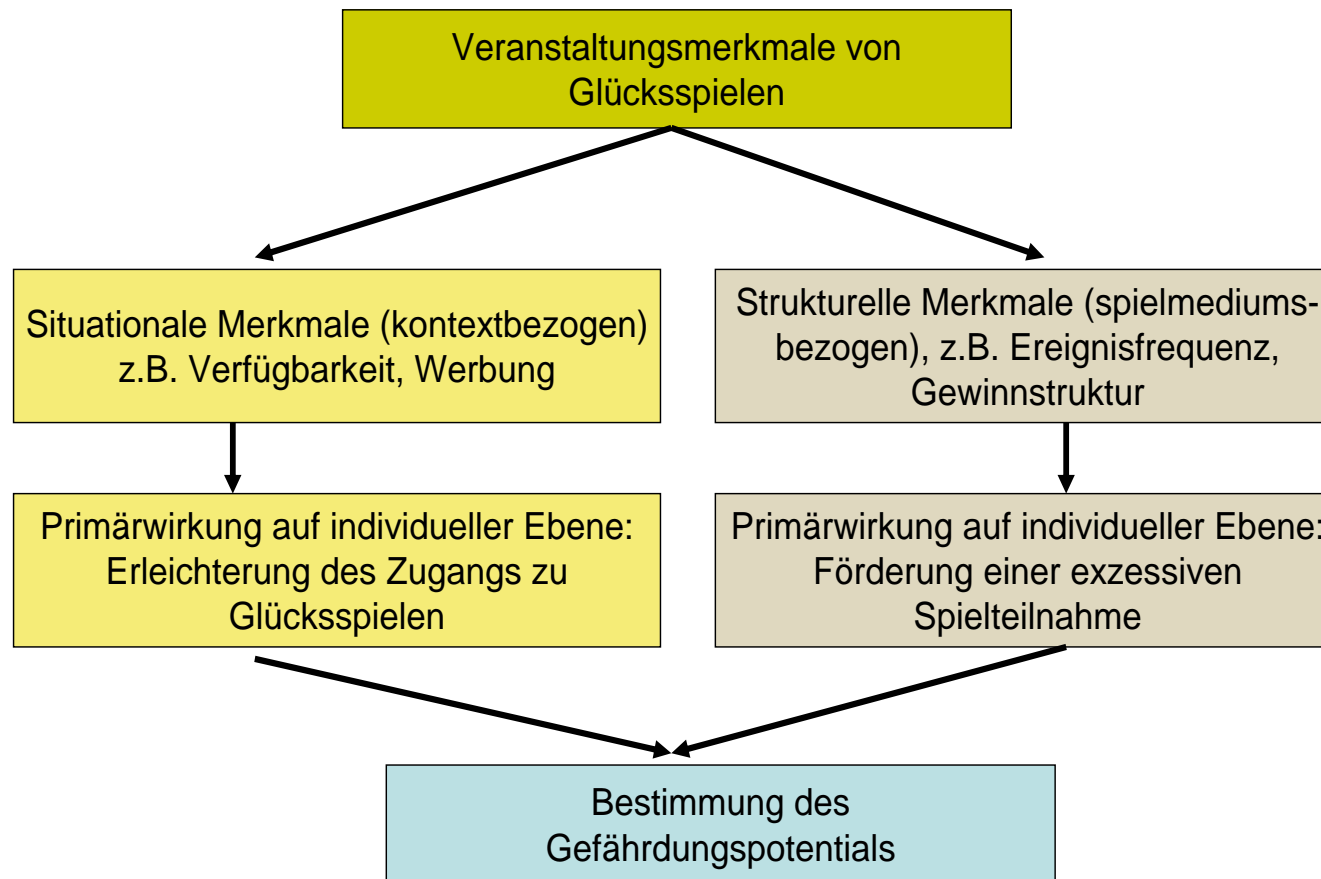 Veranstaltungsmerkmale von
Glücksspielen
Situationale Merkmale (kontextbezogen)
z.B. Verfügbarkeit, Werbung
Strukturelle Merkmale (spielmediums-
bezogen), z.B. Ereignisfrequenz,
Gewinnstruktur
Primärwirkung auf individueller Ebene:
Erleichterung des Zugangs zu
Glücksspielen
Primärwirkung auf individueller Ebene:
Förderung einer exzessiven
Spielteilnahme
Bestimmung des
Gefährdungspotentials